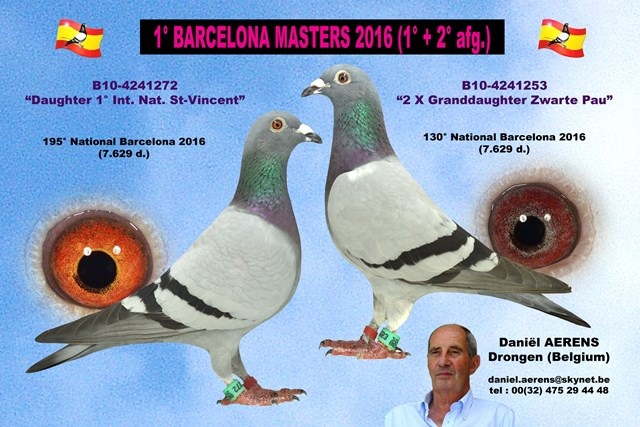 1° BARCELONA MASTERS 2016 (1° + 2° afg.)
B10-4241272
“Daughter 1° Int. Nat. St-Vincent”
195° National Barcelona 2016
(7.629 d.)
B10-4241253
“2 X Granddaughter Zwarte Pau”
130° National Barcelona 2016
(7.629 d.)
Daniël AERENS
Drongen (Belgium)
daniel.aerens@skynet.be
tel : 00(32) 475 29 44 48